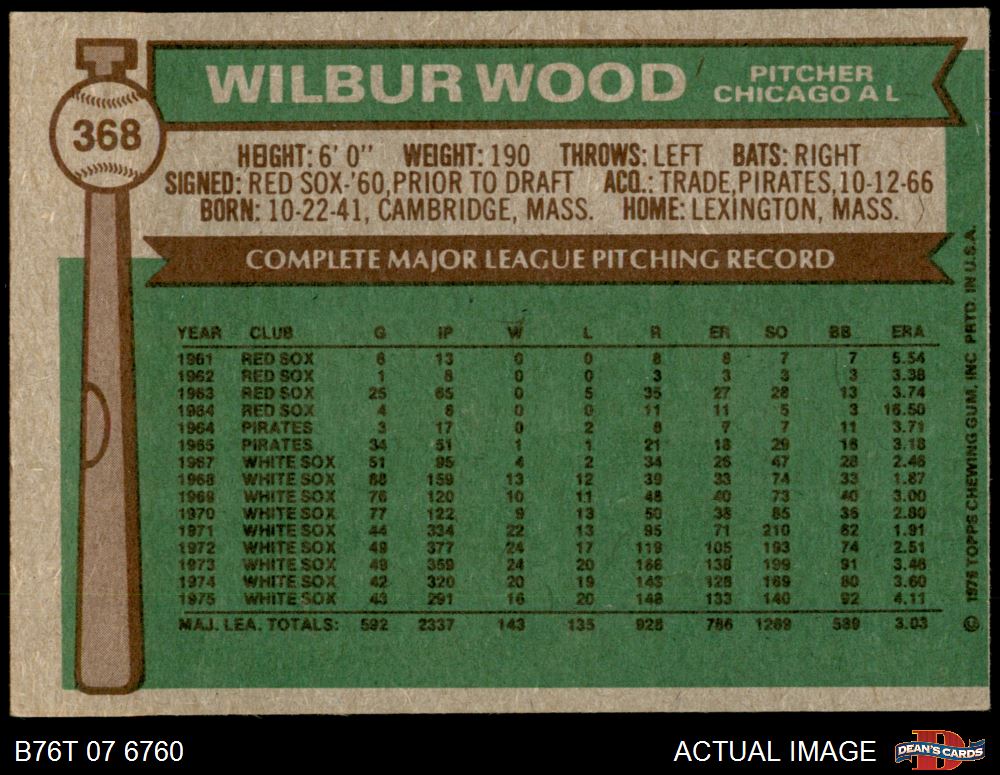 WILBUR WOOD PITCHER
CHICAGO A L
368
HEIGHT: 6' 0" WEIGHT: 190 THROWS: LEFT BATS: RIGHT
SIGNED: RED SOX-'60, PRIOR TO DRAFT ACQ.: TRADE, PIRATES, 10-12-66
BORN: 10-22-41, CAMBRIDGE, MASS. HOME: LEXINGTON, MASS.
COMPLETE MAJOR LEAGUE PITCHING RECORD
YEAR CLUB G IP W L R ER SO BB ERA
1961 RED SOX 6 13 0 0 8 8 7 7 5.54
1962 RED SOX 1 8 0 0 3 3 3 3 3.38
1963 RED SOX 25 65 0 5 35 27 28 13 3.74
1964 RED SOX 4 6 0 0 11 11 5 3 16.50
1964 PIRATES 3 17 0 2 8 7 7 11 3.71
1965 PIRATES 34 51 1 1 21 18 29 16 3.18
1967 WHITE SOX 51 95 4 2 34 26 47 28 2.46
1968 WHITE SOX 88 159 13 12 39 33 74 33 1.87
1969 WHITE SOX 76 120 10 11 48 40 73 40 3.00
1970 WHITE SOX 77 122 9 13 50 38 85 36 2.80
1971 WHITE SOX 44 334 22 13 95 71 210 62 1.91
1972 WHITE SOX 49 377 24 17 119 105 193 74 2.51
1973 WHITE SOX 49 359 24 20 166 138 199 91 3.46
1974 WHITE SOX 42 320 20 19 143 128 169 80 3.60
1975 WHITE SOX 43 291 16 20 148 133 140 92 4.11
MAJ. LEA. TOTALS: 592 2337 143 135 928 786 1269 589 3.03
© 1976 TOPPS CHEWING GUM, INC. PRTD. IN U.S.A.
B76T 07 6760 ACTUAL IMAGE DEAN'S CARDS